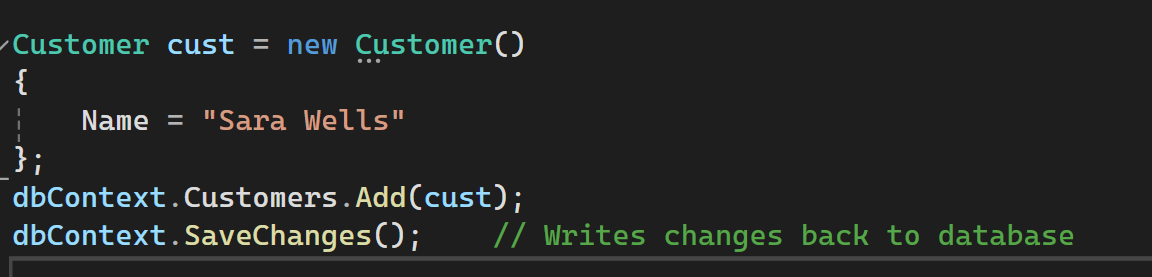 Customer cust = new Customer()
{
    Name = "Sara Wells"
};
dbContext.Customers.Add(cust);
dbContext.SaveChanges();    // Writes changes back to database